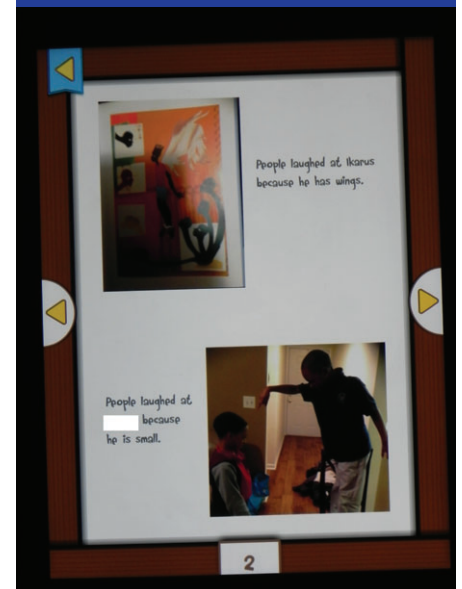 People laughed at Ikarus
because he has wings.
People laughed at
because
he is small.
2